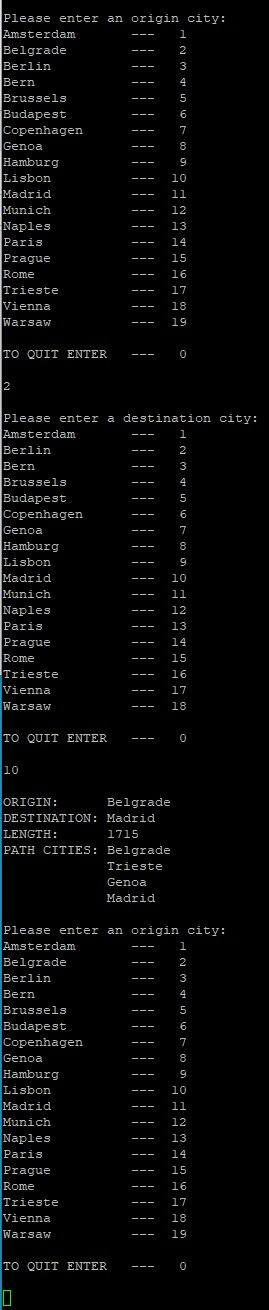 Please enter an origin city:
Amsterdam       ---   1
Belgrade        ---   2
Berlin          ---   3
Bern            ---   4
Brussels        ---   5
Budapest        ---   6
Copenhagen      ---   7
Genoa           ---   8
Hamburg         ---   9
Lisbon          ---  10
Madrid          ---  11
Munich          ---  12
Naples          ---  13
Paris           ---  14
Prague          ---  15
Rome            ---  16
Trieste         ---  17
Vienna          ---  18
Warsaw          ---  19

TO QUIT ENTER   ---   0

2

Please enter a destination city:
Amsterdam       ---   1
Berlin          ---   2
Bern            ---   3
Brussels        ---   4
Budapest        ---   5
Copenhagen      ---   6
Genoa           ---   7
Hamburg         ---   8
Lisbon          ---   9
Madrid          ---  10
Munich          ---  11
Naples          ---  12
Paris           ---  13
Prague          ---  14
Rome            ---  15
Trieste         ---  16
Vienna          ---  17
Warsaw          ---  18

TO QUIT ENTER   ---   0

10

ORIGIN:      Belgrade
DESTINATION: Madrid
LENGTH:      1715
PATH CITIES: Belgrade
             Trieste
             Genoa
             Madrid

Please enter an origin city:
Amsterdam       ---   1
Belgrade        ---   2
Berlin          ---   3
Bern            ---   4
Brussels        ---   5
Budapest        ---   6
Copenhagen      ---   7
Genoa           ---   8
Hamburg         ---   9
Lisbon          ---  10
Madrid          ---  11
Munich          ---  12
Naples          ---  13
Paris           ---  14
Prague          ---  15
Rome            ---  16
Trieste         ---  17
Vienna          ---  18
Warsaw          ---  19

TO QUIT ENTER   ---   0